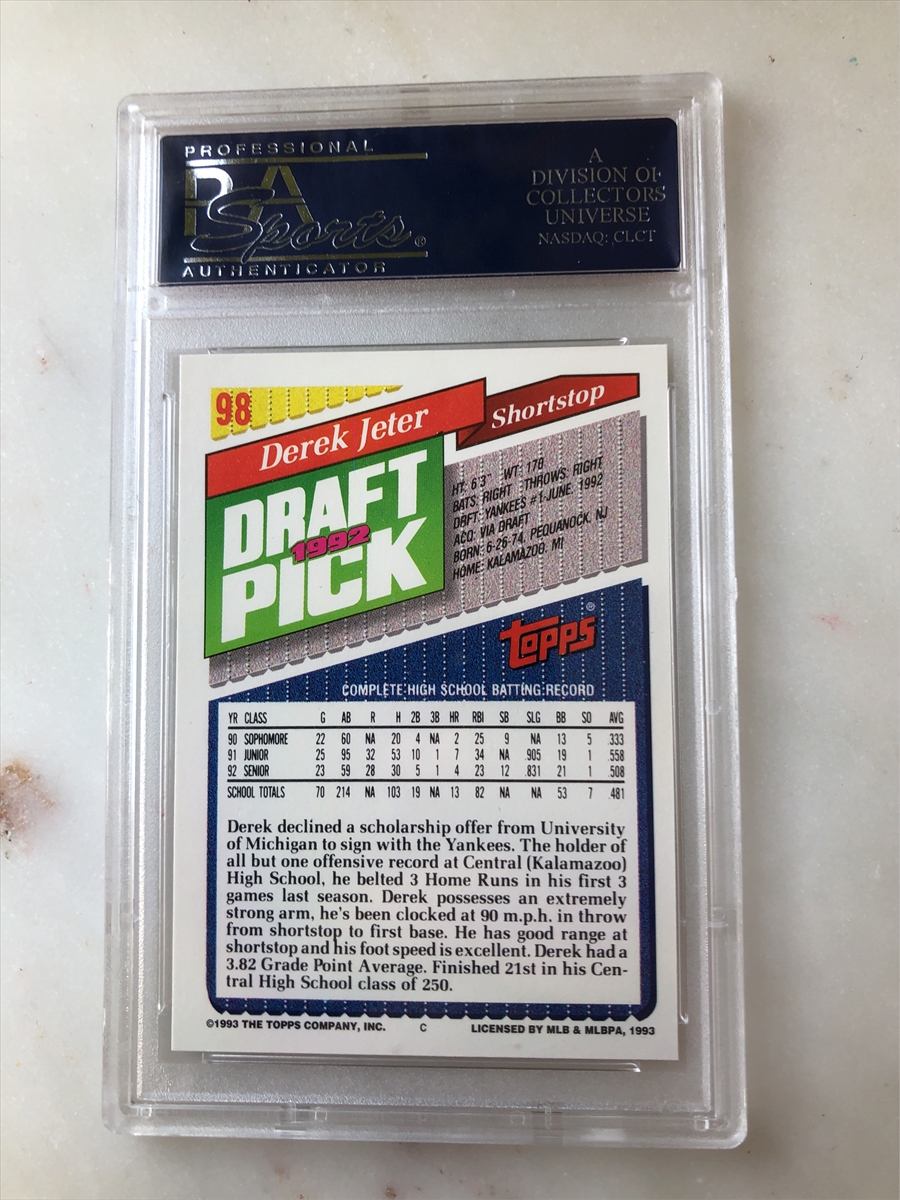 PROFESSIONAL
PSA
Sports®
AUTHENTICATOR
A
DIVISION OF
COLLECTORS
UNIVERSE
NASDAQ: CLCT
98
Derek Jeter
Shortstop
DRAFT
1992
PICK
HT: 6'3" WT: 178
BATS: RIGHT THROWS: RIGHT
DRFT: YANKEES #1-JUNE, 1992
ACQ: VIA DRAFT
BORN: 6-26-74, PEQUANOCK, NJ
HOME: KALAMAZOO, MI
TOPPS®
COMPLETE HIGH SCHOOL BATTING RECORD
YR CLASS G AB R H 2B 3B HR RBI SB SLG BB SO AVG
90 SOPHOMORE 22 60 NA 20 4 NA 2 25 9 NA 13 5 .333
91 JUNIOR 25 95 32 53 10 1 7 34 NA .905 19 1 .558
92 SENIOR 23 59 28 30 5 1 4 23 12 .831 21 1 .508
SCHOOL TOTALS 70 214 NA 103 19 NA 13 82 NA NA 53 7 .481
Derek declined a scholarship offer from University
of Michigan to sign with the Yankees. The holder of
all but one offensive record at Central (Kalamazoo)
High School, he belted 3 Home Runs in his first 3
games last season. Derek possesses an extremely
strong arm, he's been clocked at 90 m.p.h. in throw
from shortstop to first base. He has good range at
shortstop and his foot speed is excellent. Derek had a
3.82 Grade Point Average. Finished 21st in his Cen-
tral High School class of 250.
©1993 THE TOPPS COMPANY, INC. C LICENSED BY MLB & MLBPA, 1993